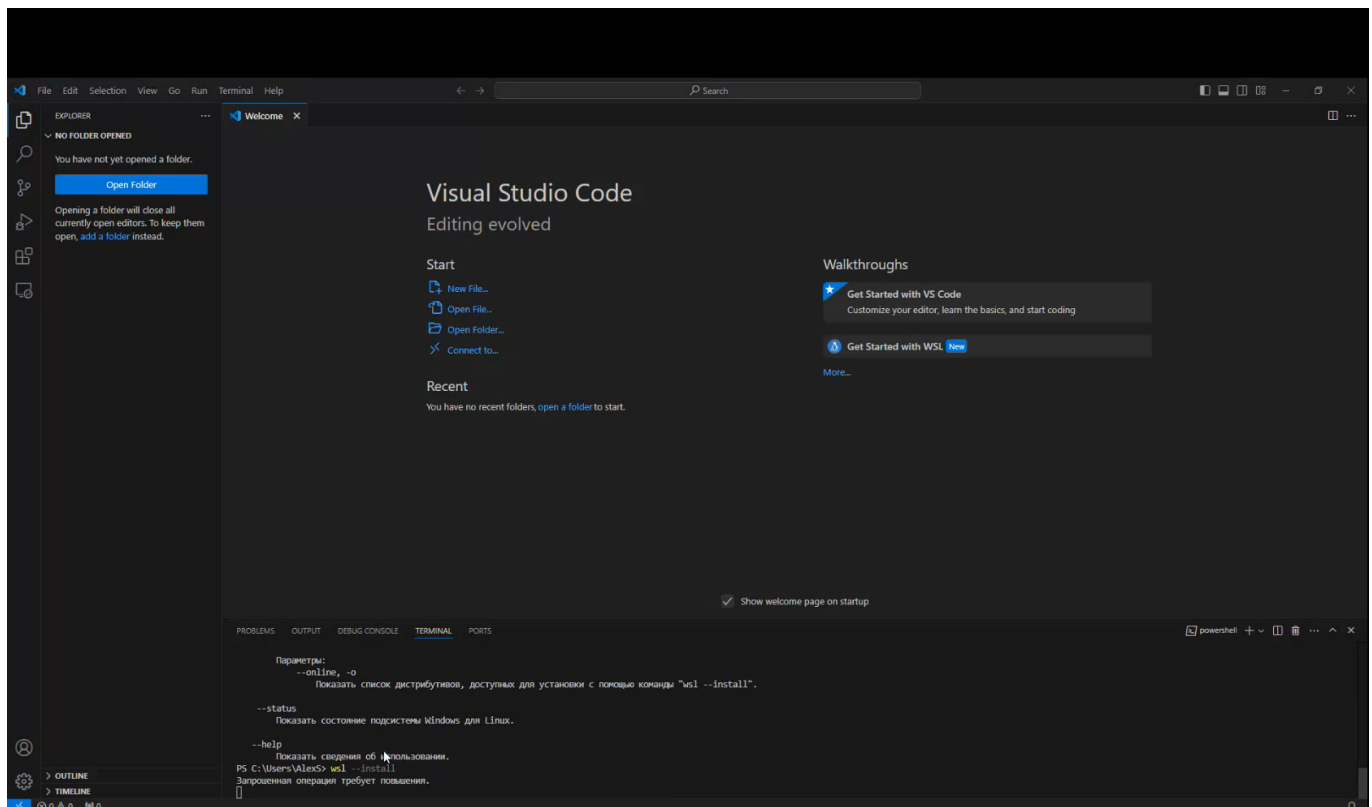 File Edit Selection View Go Run Terminal Help
Search
EXPLORER
Welcome
NO FOLDER OPENED
You have not yet opened a folder.
Open Folder
Opening a folder will close all
currently open editors. To keep them
open, add a folder instead.
Visual Studio Code
Editing evolved
Start
New File...
Open File...
Open Folder...
Connect to...
Recent
You have no recent folders, open a folder to start.
Walkthroughs
Get Started with VS Code
Customize your editor, learn the basics, and start coding
Get Started with WSL New
More...
Show welcome page on startup
PROBLEMS OUTPUT DEBUG CONSOLE TERMINAL PORTS
powershell
Параметры:
--online, -o
Показать список дистрибутивов, доступных для установки с помощью команды "wsl --install".
--status
Показать состояние подсистемы Windows для Linux.
--help
Показать сведения об использовании.
PS C:\Users\AlexS> wsl --install
Запрошенная операция требует повышения.
OUTLINE
TIMELINE
0 0 0